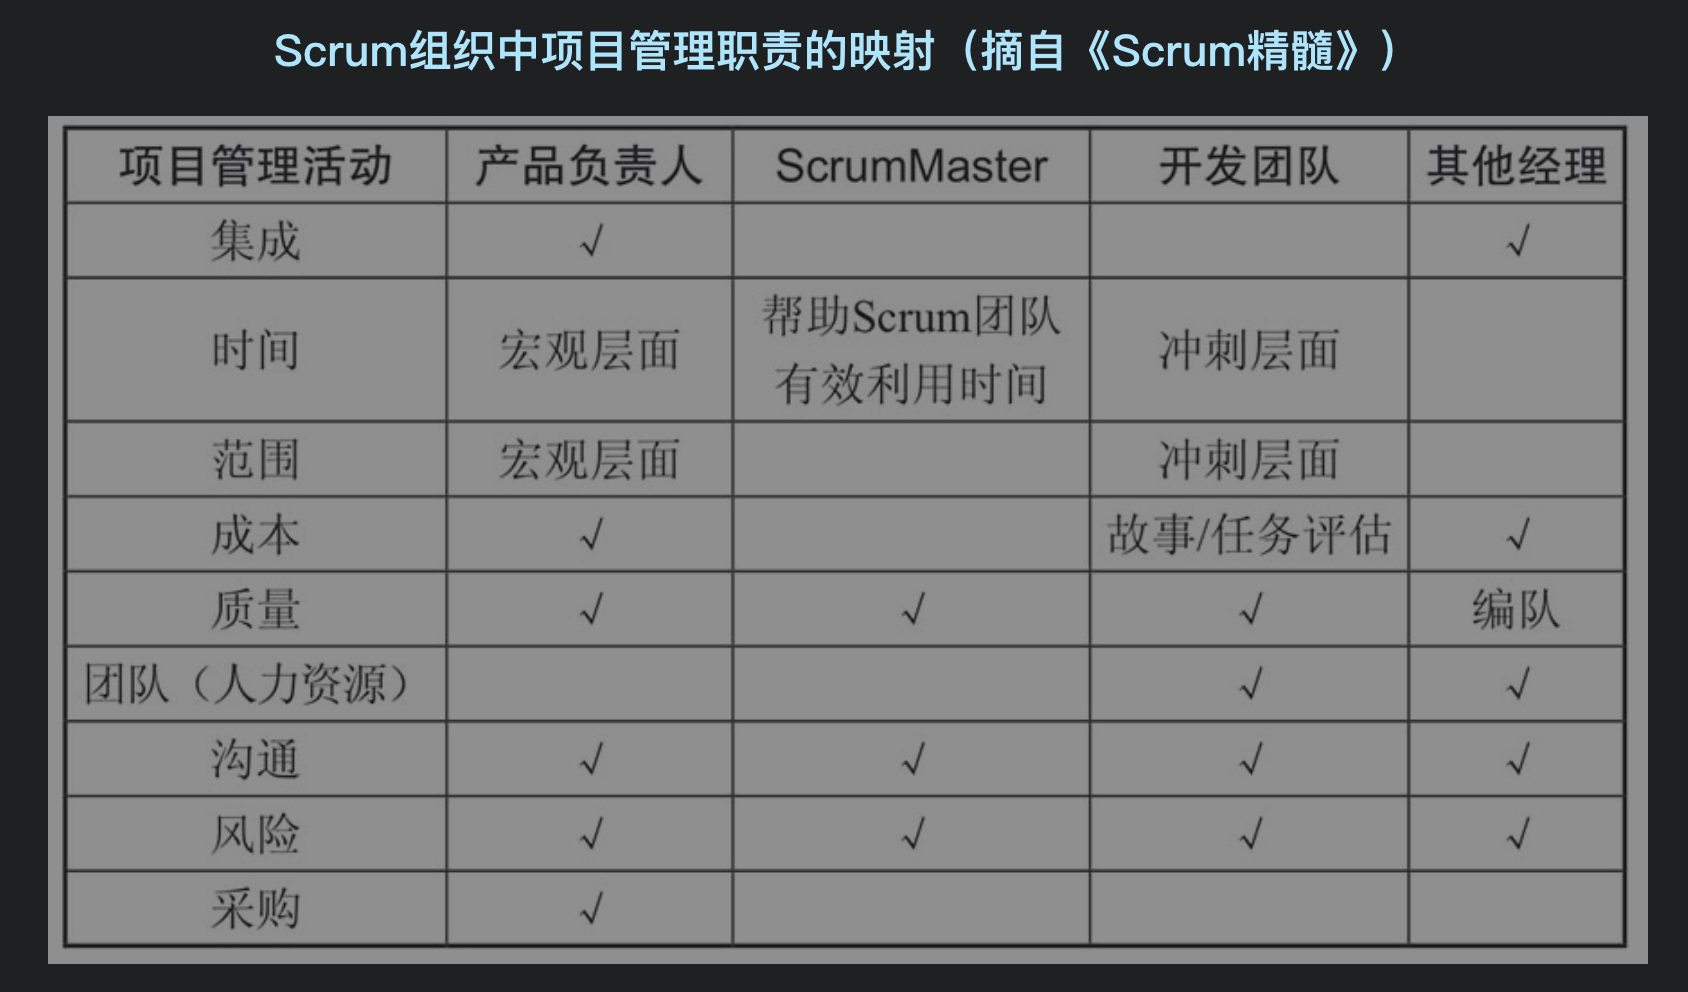 Scrum组织中项目管理职责的映射（摘自《Scrum精髓》）
项目管理活动 产品负责人 ScrumMaster 开发团队 其他经理
集成 √ √
时间 宏观层面 帮助Scrum团队 冲刺层面
有效利用时间
范围 宏观层面 冲刺层面
成本 √ 故事/任务评估 √
质量 √ √ √ 编队
团队（人力资源） √ √
沟通 √ √ √ √
风险 √ √ √ √
采购 √